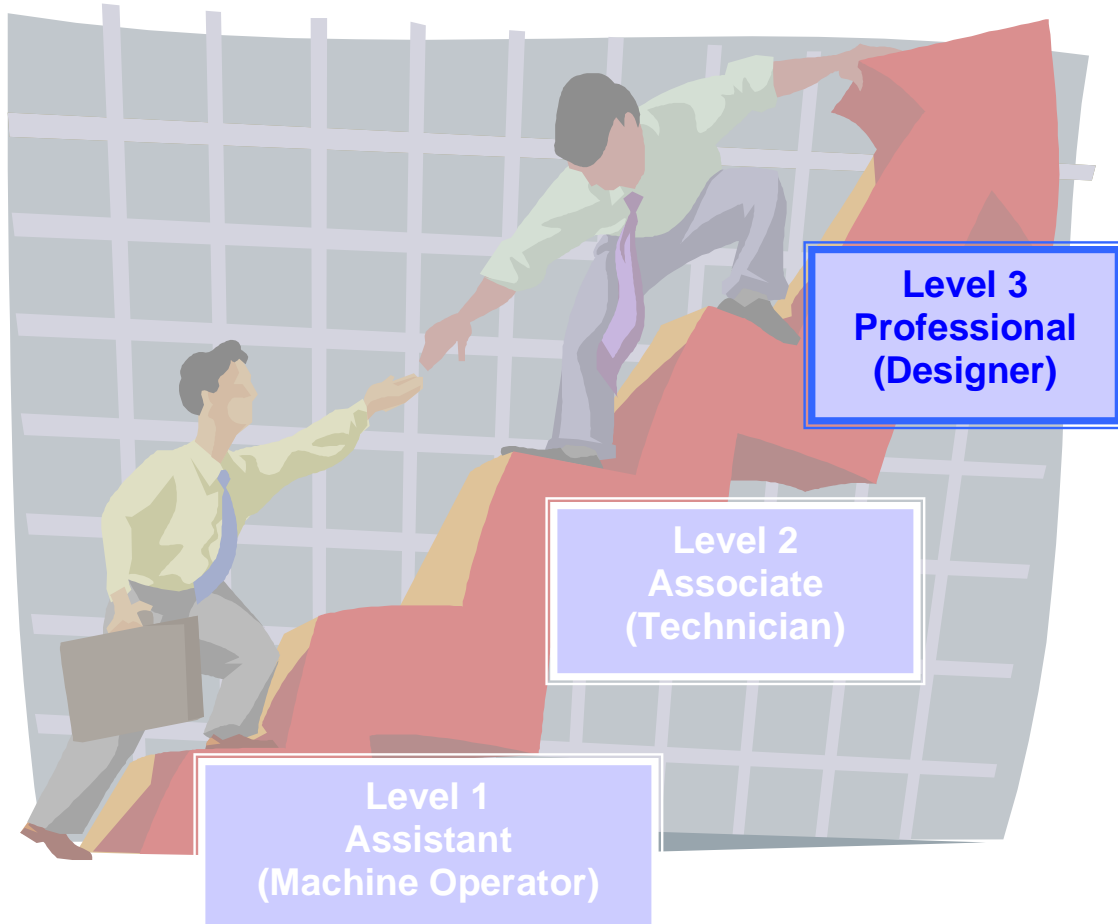 Level 3
Professional
(Designer)
Level 2
Associate
(Technician)
Level 1
Assistant
(Machine Operator)